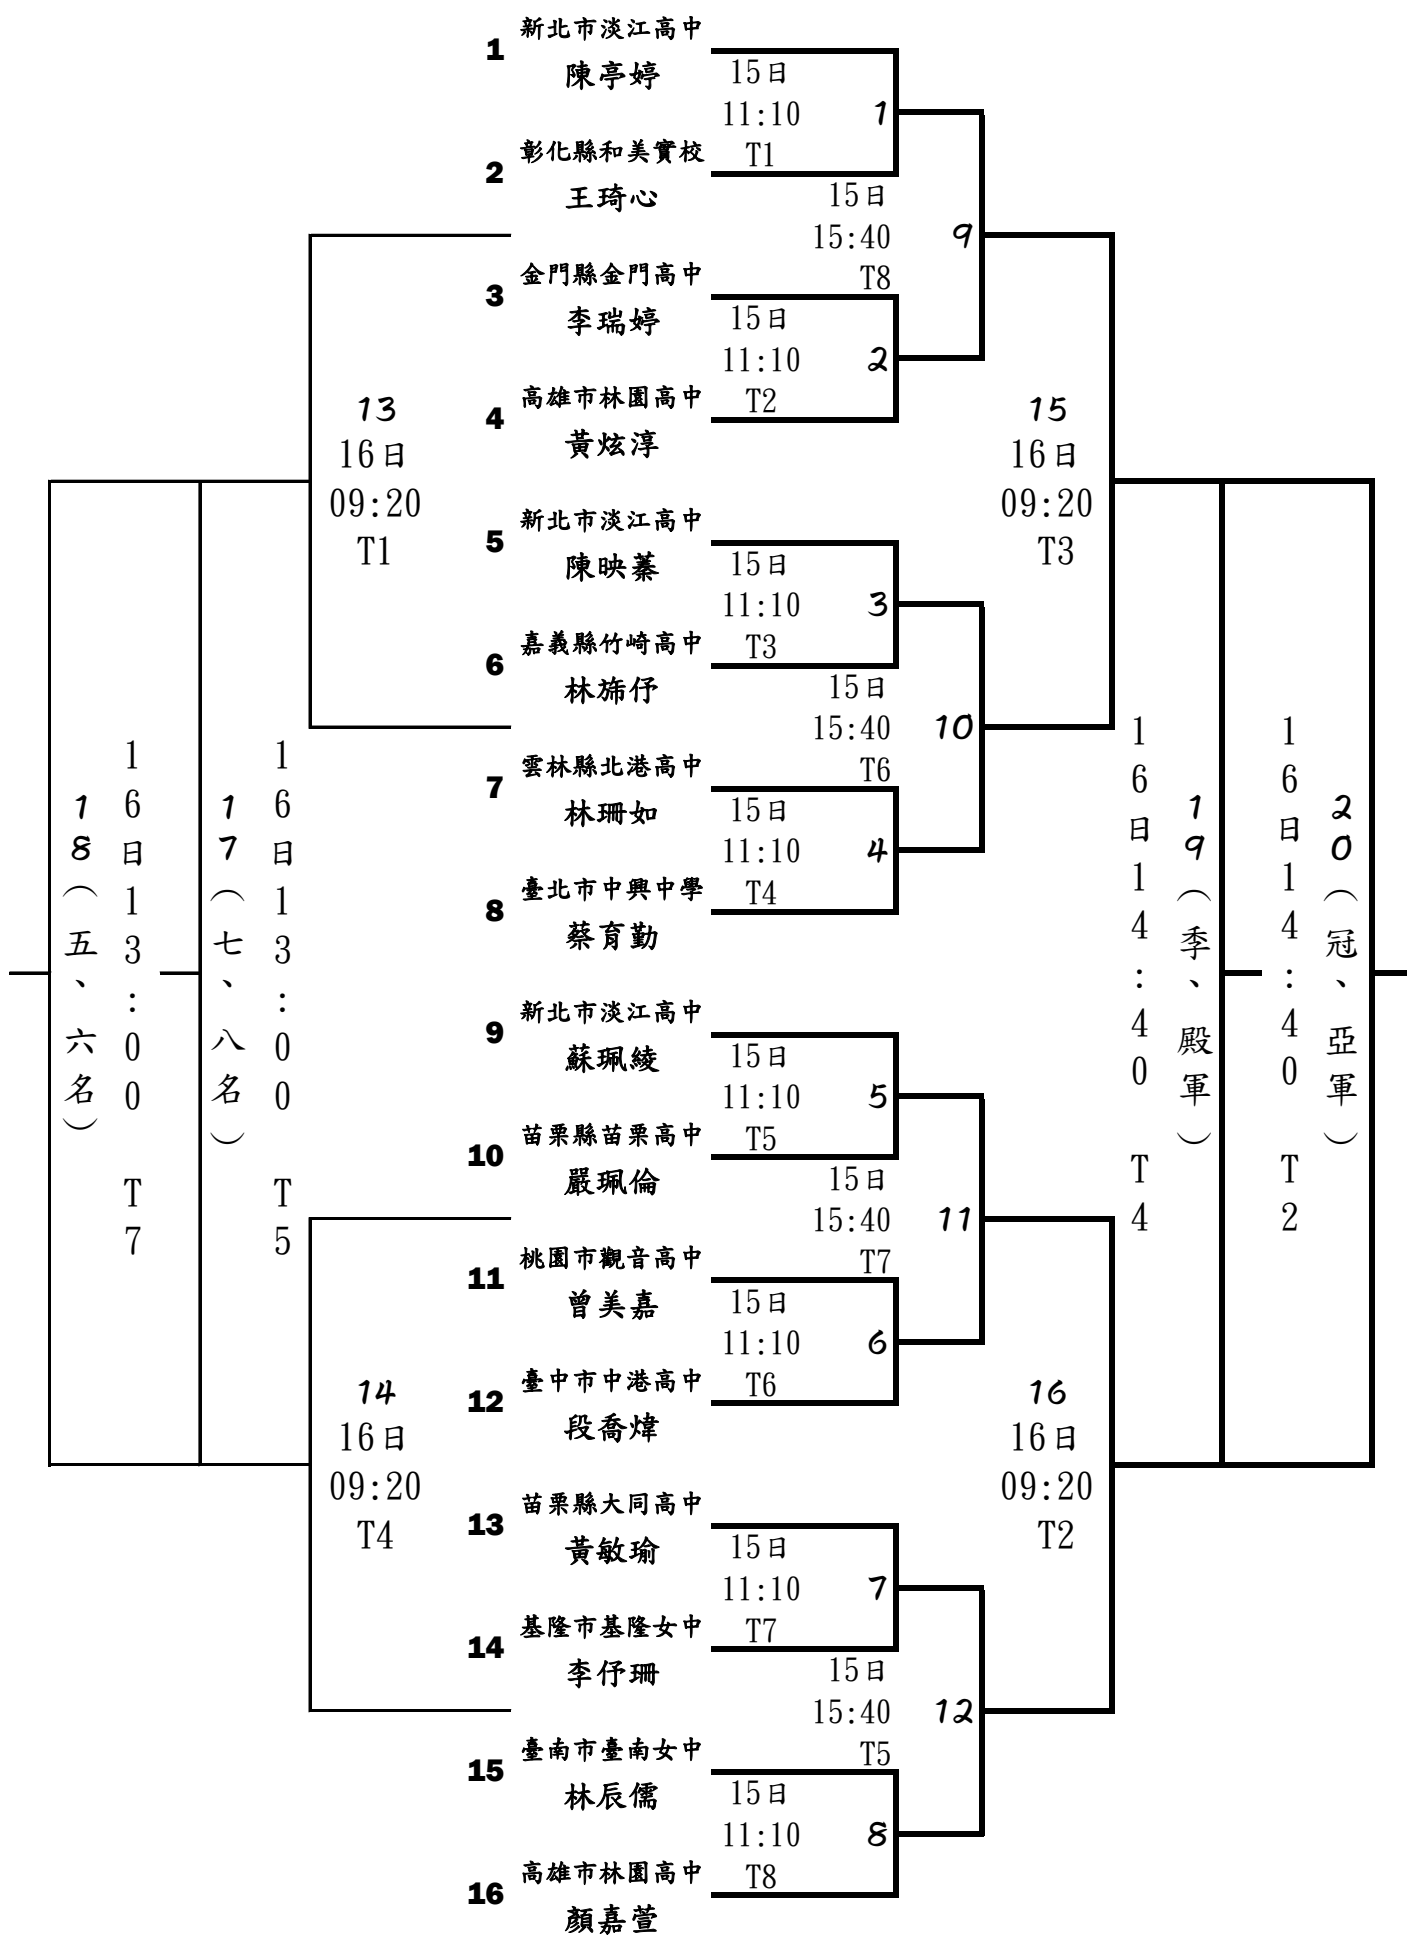 1 新北市淡江高中
陳亭婷
15日
11:10 1
T1
2 彰化縣和美實校
王琦心
15日
15:40 9
T8
3 金門縣金門高中
李瑞婷
15日
11:10 2
T2
4 高雄市林園高中
黃炫淳
13
16日
09:20
T1
15
16日
09:20
T3
5 新北市淡江高中
陳映蓁
15日
11:10 3
T3
6 嘉義縣竹崎高中
林旆伃
15日
15:40 10
T6
7 雲林縣北港高中
林珊如
15日
11:10 4
T4
8 臺北市中興中學
蔡育勤
18(五、六名)
16日13:00 T7
17(七、八名)
16日13:00 T5
16日14:40 T4
19(季、殿軍)
16日14:40 T2
20(冠、亞軍)
9 新北市淡江高中
蘇珮綾
15日
11:10 5
T5
10 苗栗縣苗栗高中
嚴珮倫
15日
15:40 11
T7
11 桃園市觀音高中
曾美嘉
15日
11:10 6
T6
12 臺中市中港高中
段喬煒
14
16日
09:20
T4
16
16日
09:20
T2
13 苗栗縣大同高中
黃敏瑜
15日
11:10 7
T7
14 基隆市基隆女中
李伃珊
15日
15:40 12
T5
15 臺南市臺南女中
林辰儒
15日
11:10 8
T8
16 高雄市林園高中
顏嘉萱